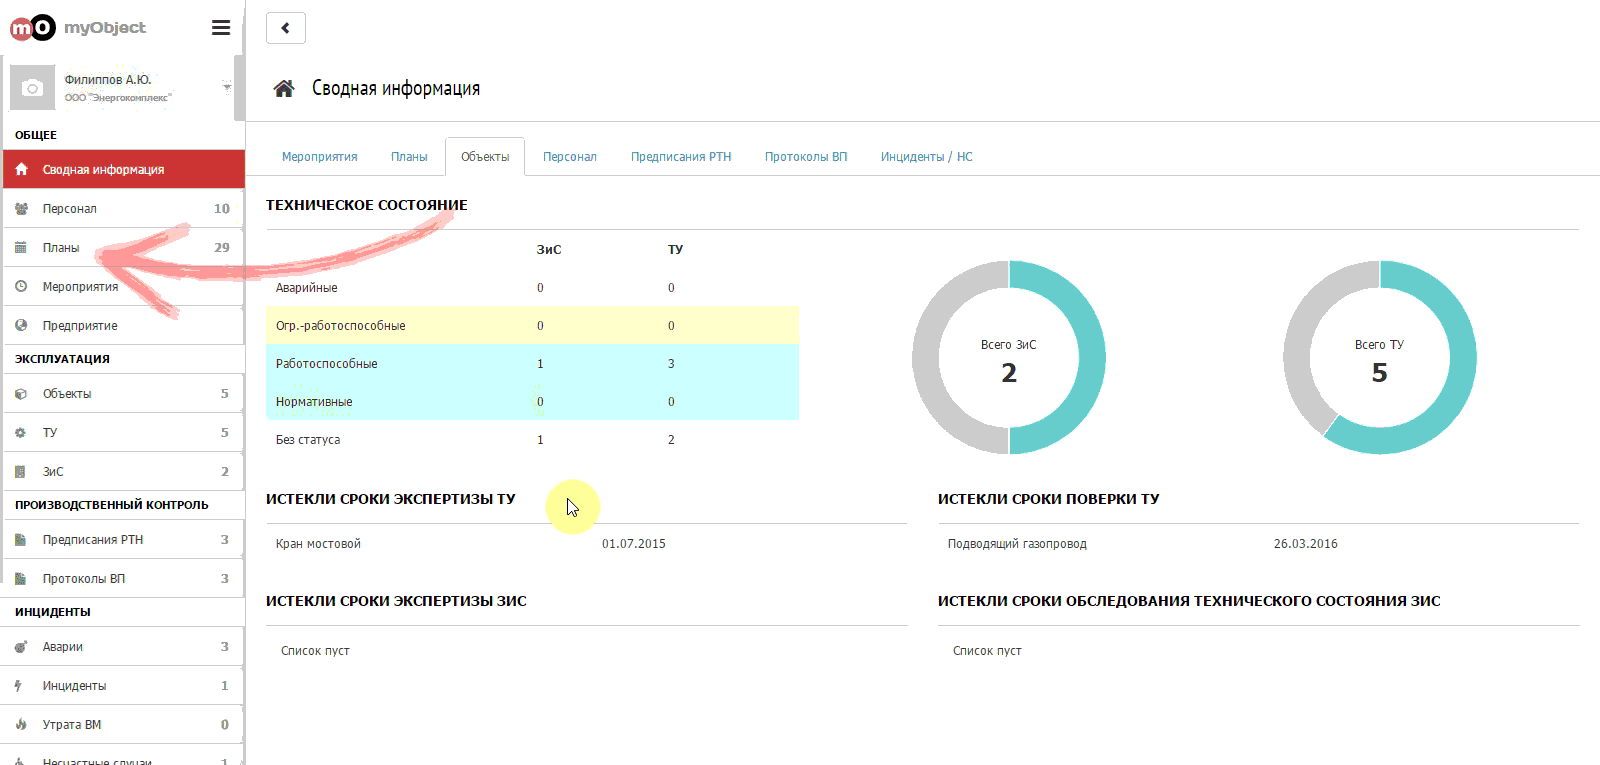 mO myObject
Филиппов А.Ю.
ООО "Энергокомплекс"
ОБЩЕЕ
Сводная информация
Персонал 10
Планы 29
Мероприятия
Предприятие
ЭКСПЛУАТАЦИЯ
Объекты 5
ТУ 5
ЗиС 2
ПРОИЗВОДСТВЕННЫЙ КОНТРОЛЬ
Предписания РТН 3
Протоколы ВП 3
ИНЦИДЕНТЫ
Аварии 3
Инциденты 1
Утрата ВМ 0
Несчастные случаи 1
Сводная информация
Мероприятия Планы Объекты Персонал Предписания РТН Протоколы ВП Инциденты / НС
ТЕХНИЧЕСКОЕ СОСТОЯНИЕ
ЗиС ТУ
Аварийные 0 0
Огр.-работоспособные 0 0
Работоспособные 1 3
Нормативные 0 0
Без статуса 1 2
Всего ЗиС
2
Всего ТУ
5
ИСТЕКЛИ СРОКИ ЭКСПЕРТИЗЫ ТУ
Кран мостовой 01.07.2015
ИСТЕКЛИ СРОКИ ПОВЕРКИ ТУ
Подводящий газопровод 26.03.2016
ИСТЕКЛИ СРОКИ ЭКСПЕРТИЗЫ ЗИС
Список пуст
ИСТЕКЛИ СРОКИ ОБСЛЕДОВАНИЯ ТЕХНИЧЕСКОГО СОСТОЯНИЯ ЗИС
Список пуст